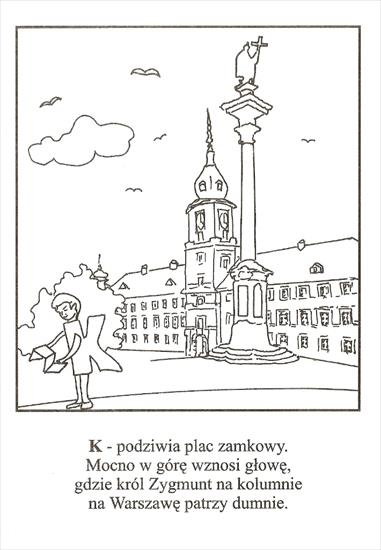 K - podziwia plac zamkowy.
Mocno w górę wznosi głowę,
gdzie król Zygmunt na kolumnie
na Warszawę patrzy dumnie.